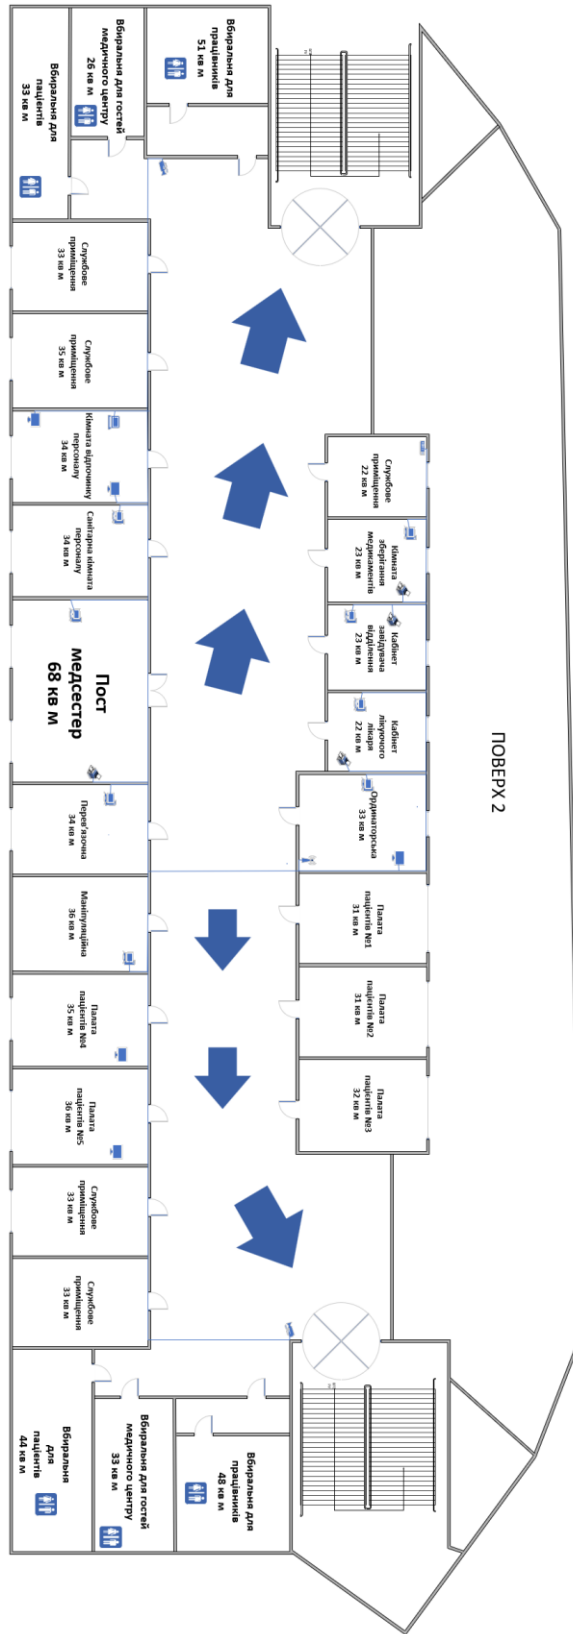 ПОВЕРХ 2
Вбиральня для
працівників
51 кв м
Вбиральня для гостей
медичного центру
26 кв м
Вбиральня для
пацієнтів
33 кв м
Службове
приміщення
33 кв м
Службове
приміщення
35 кв м
Кімната відпочинку
персоналу
34 кв м
Санітарна кімната
персоналу
34 кв м
Пост
медсестер
68 кв м
Перев'язочна
34 кв м
Маніпуляційна
36 кв м
Палата
пацієнтів №4
35 кв м
Палата
пацієнтів №5
36 кв м
Службове
приміщення
33 кв м
Службове
приміщення
33 кв м
Службове
приміщення
22 кв м
Кімната
зберігання
медикаментів
23 кв м
Кабінет
завідувача
відділення
23 кв м
Кабінет
лікуючого
лікаря
22 кв м
Ординаторська
33 кв м
Палата
пацієнтів №1
31 кв м
Палата
пацієнтів №2
31 кв м
Палата
пацієнтів №3
32 кв м
Вбиральня для
працівників
48 кв м
Вбиральня для гостей
медичного центру
33 кв м
Вбиральня
для
пацієнтів
44 кв м